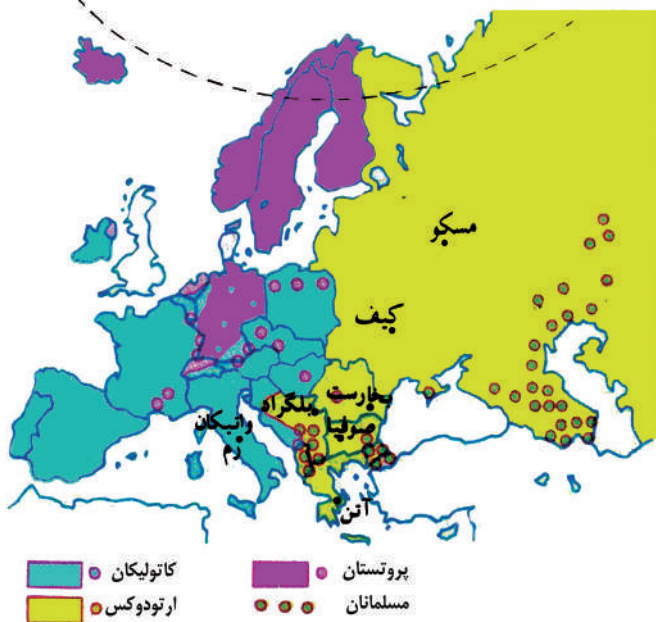 مسکو
کیف
بخارست
بلگراد
صوفیا
واتیکان
رم
آتن
کاتولیکان
پروتستان
ارتودوکس
مسلمانان